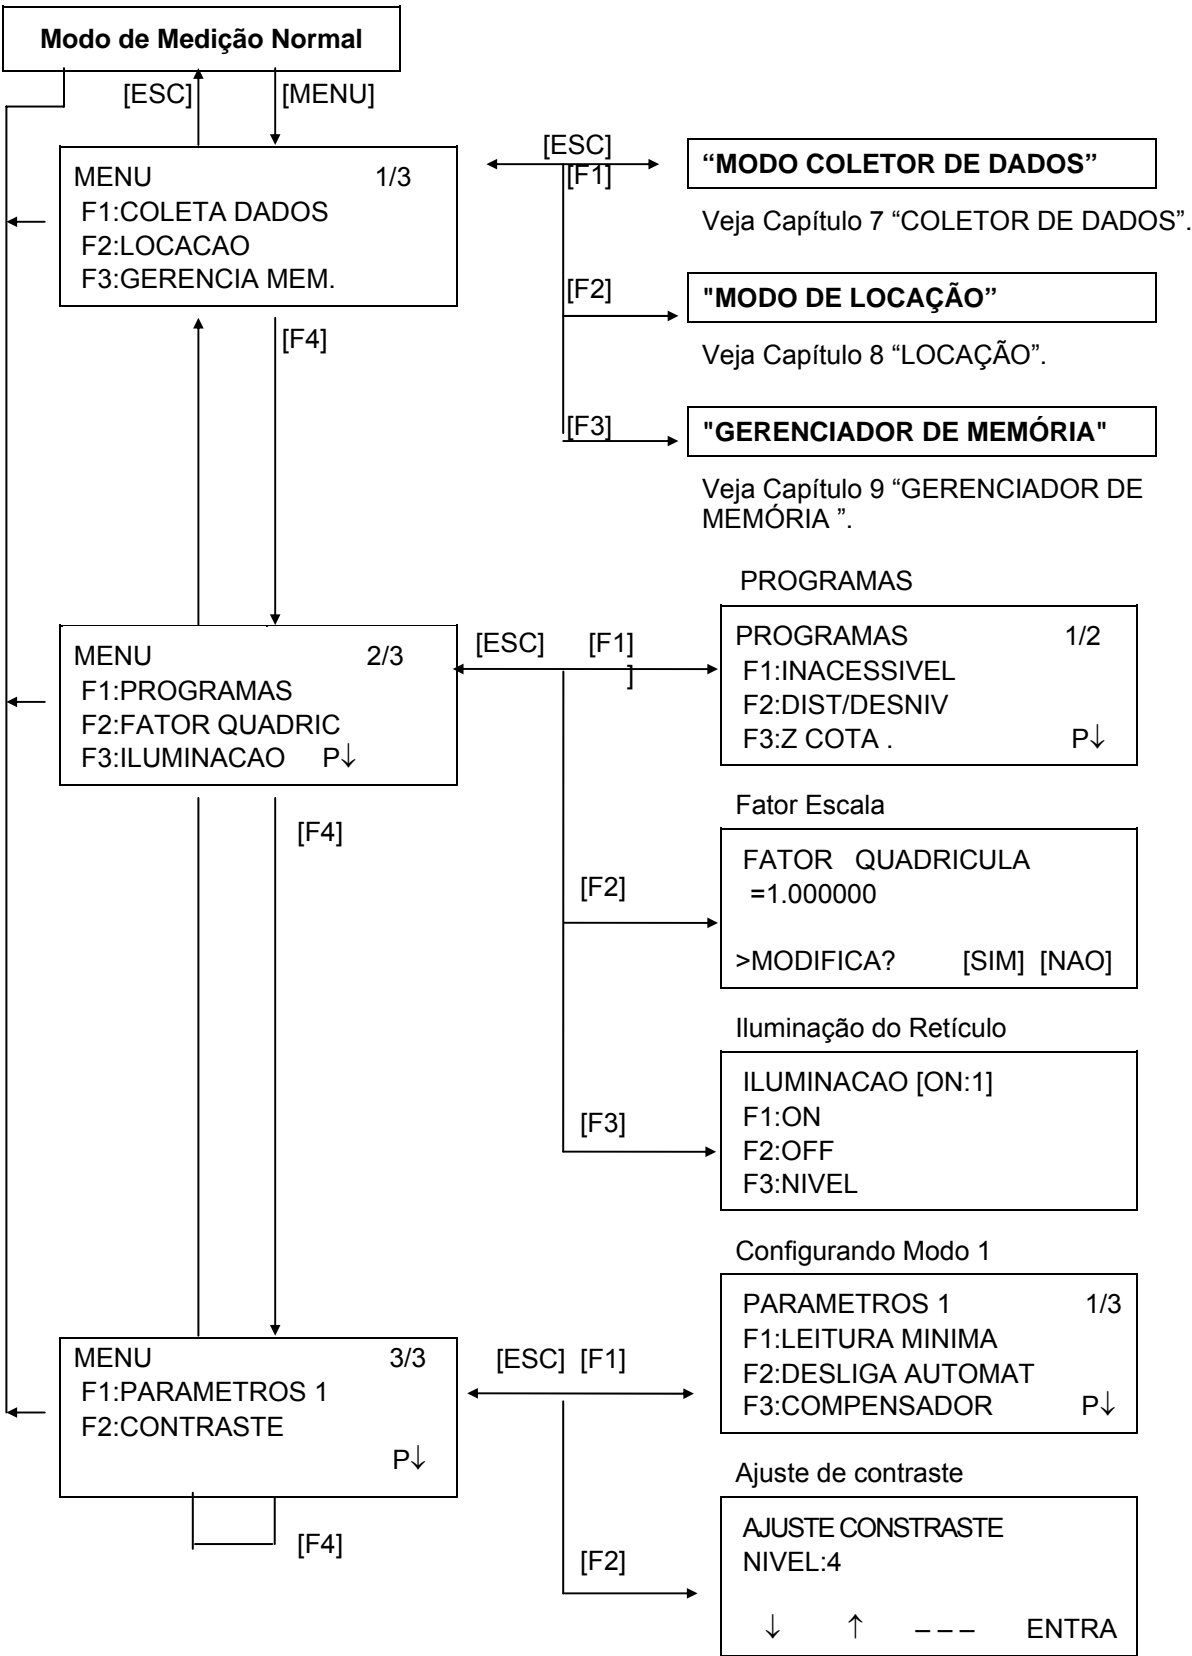 Modo de Medição Normal
[ESC]
[MENU]
MENU 1/3
F1:COLETA DADOS
F2:LOCACAO
F3:GERENCIA MEM.
[ESC]
[F1]
“MODO COLETOR DE DADOS”
Veja Capítulo 7 “COLETOR DE DADOS”.
[F2]
"MODO DE LOCAÇÃO”
Veja Capítulo 8 “LOCAÇÃO”.
[F3]
"GERENCIADOR DE MEMÓRIA"
Veja Capítulo 9 “GERENCIADOR DE
MEMÓRIA ”.
[F4]
MENU 2/3
F1:PROGRAMAS
F2:FATOR QUADRIC
F3:ILUMINACAO P↓
[ESC] [F1]
]
PROGRAMAS
PROGRAMAS 1/2
F1:INACESSIVEL
F2:DIST/DESNIV
F3:Z COTA . P↓
[F4]
Fator Escala
[F2]
FATOR QUADRICULA
=1.000000
>MODIFICA? [SIM] [NAO]
Iluminação do Retículo
[F3]
ILUMINACAO [ON:1]
F1:ON
F2:OFF
F3:NIVEL
MENU 3/3
F1:PARAMETROS 1
F2:CONTRASTE
P↓
[F4]
[ESC] [F1]
Configurando Modo 1
PARAMETROS 1 1/3
F1:LEITURA MINIMA
F2:DESLIGA AUTOMAT
F3:COMPENSADOR P↓
Ajuste de contraste
[F2]
AJUSTE CONSTRASTE
NIVEL:4
↓ ↑ – – – ENTRA